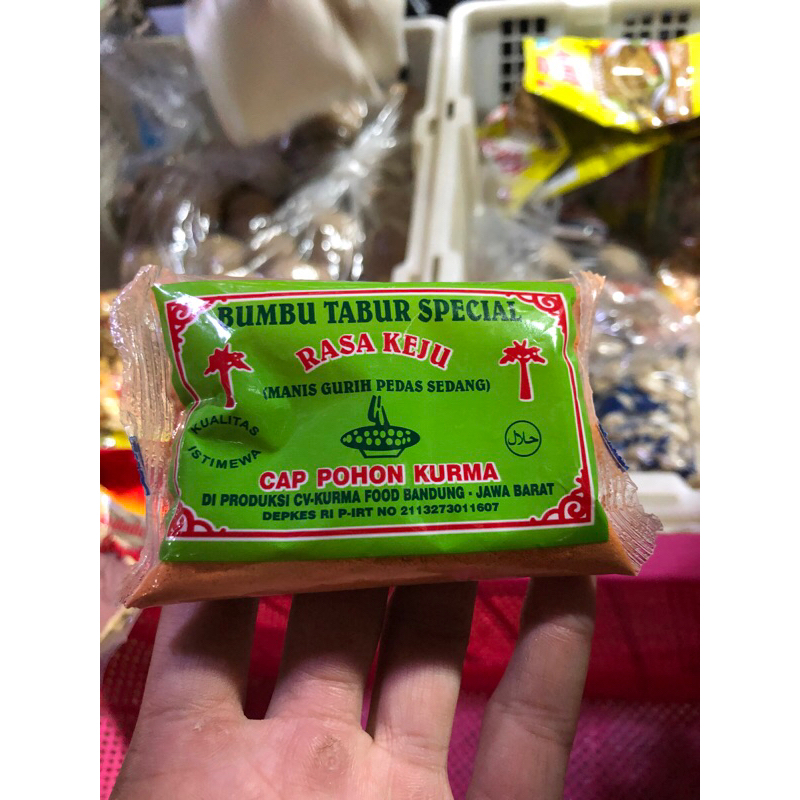 BUMBU TABUR SPECIAL
RASA KEJU
(MANIS GURIH PEDAS SEDANG)
KUALITAS
ISTIMEWA
حلال
CAP POHON KURMA
DI PRODUKSI CV-KURMA FOOD BANDUNG - JAWA BARAT
DEPKES RI P-IRT NO 2113273011607